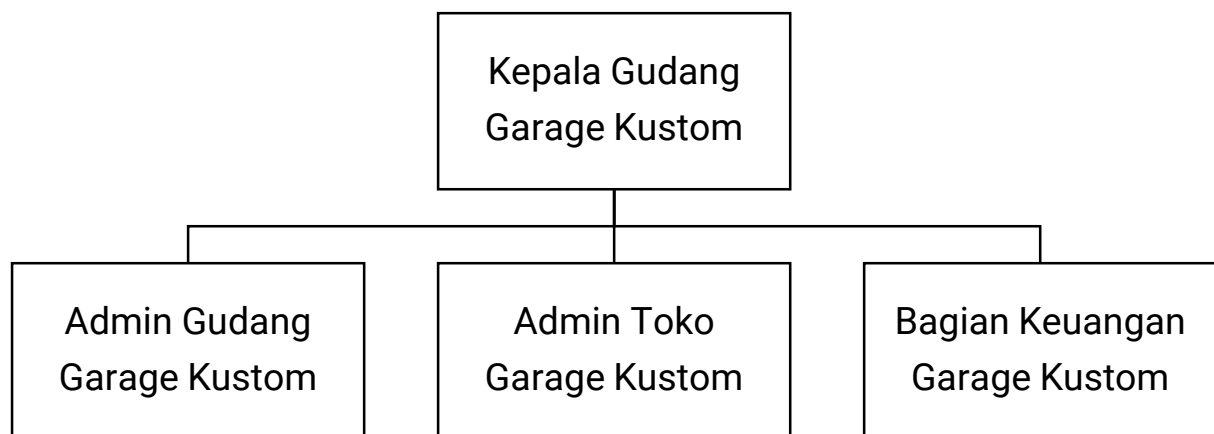 Kepala Gudang
Garage Kustom
Admin Gudang
Garage Kustom
Admin Toko
Garage Kustom
Bagian Keuangan
Garage Kustom